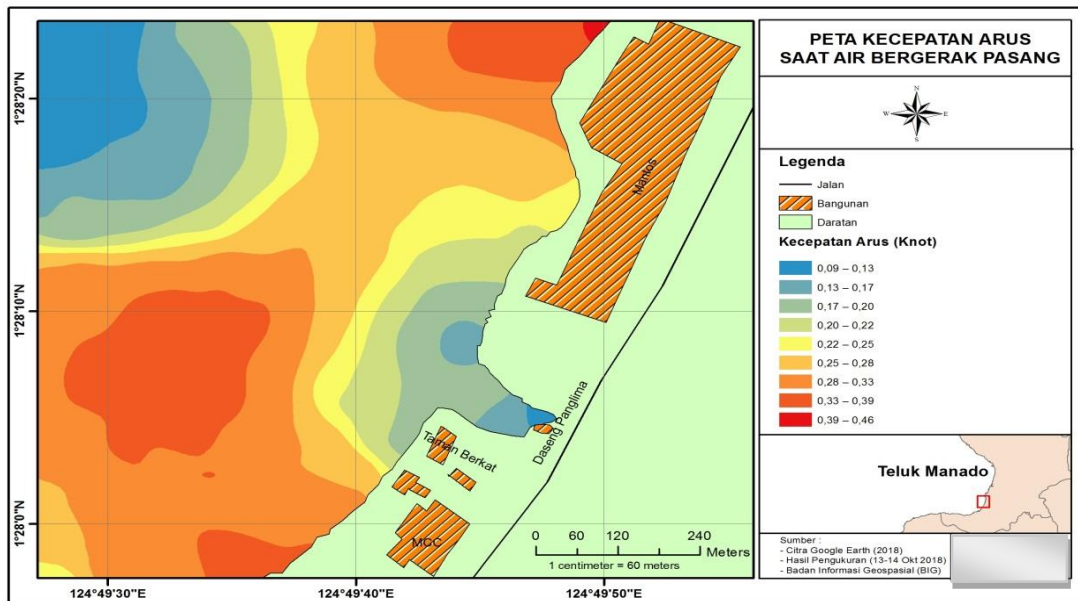 PETA KECEPATAN ARUS
SAAT AIR BERGERAK PASANG
N
W E
S
Legenda
Jalan
Bangunan
Daratan
Kecepatan Arus (Knot)
0,09 – 0,13
0,13 – 0,17
0,17 – 0,20
0,20 – 0,22
0,22 – 0,25
0,25 – 0,28
0,28 – 0,33
0,33 – 0,39
0,39 – 0,46
Teluk Manado
Sumber :
- Citra Google Earth (2018)
- Hasil Pengukuran (13-14 Okt 2018)
- Badan Informasi Geospasial (BIG)
1°28'20"N
1°28'10"N
1°28'0"N
Mantos
Daseng Panglima
Taman Berkat
MCC
0 60 120 180 240
Meters
1 centimeter = 60 meters
124°49'30"E 124°49'40"E 124°49'50"E